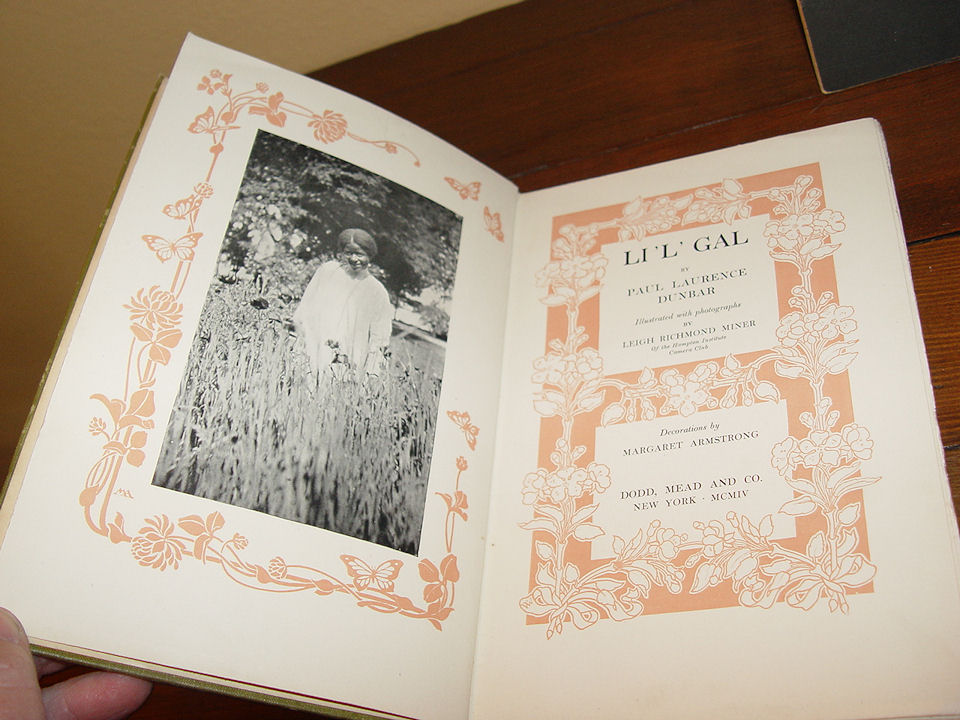 MA
LI'L' GAL
BY
PAUL LAURENCE
DUNBAR
Illustrated with photographs
BY
LEIGH RICHMOND MINER
Of the Hampton Institute
Camera Club
Decorations by
MARGARET ARMSTRONG
DODD, MEAD AND CO.
NEW YORK · MCMIV